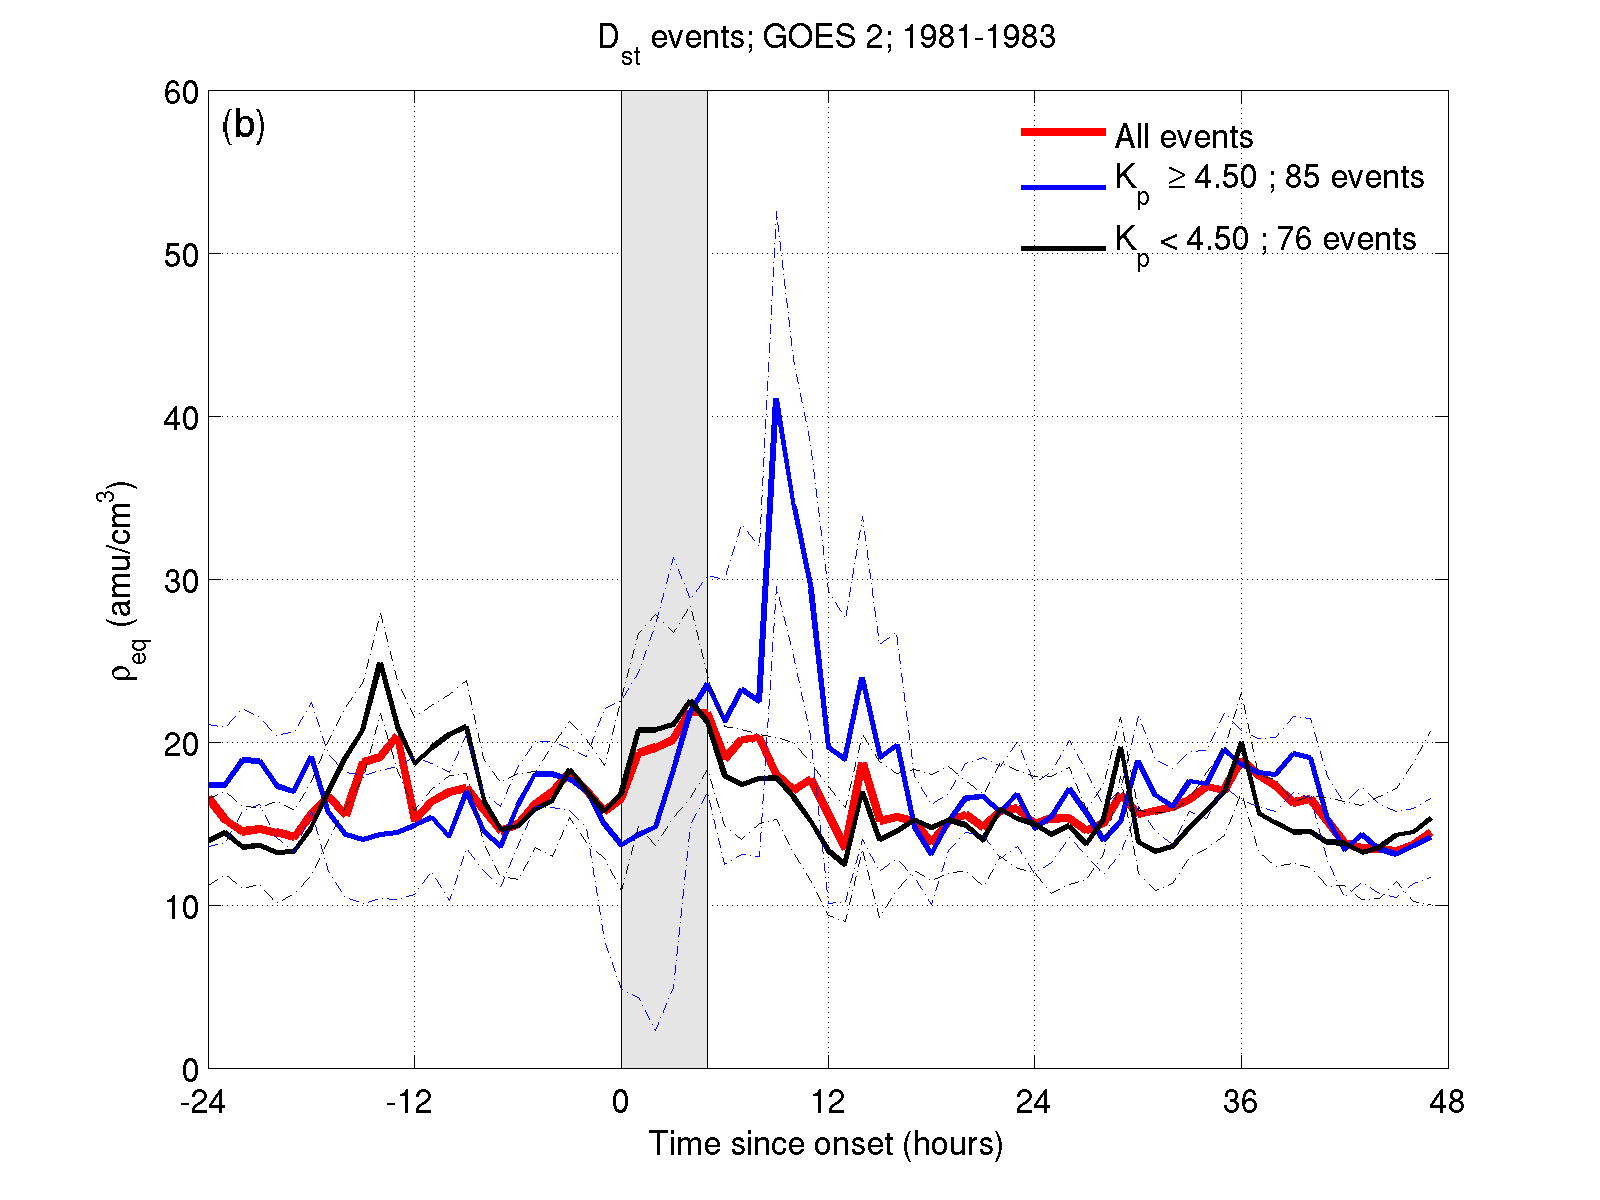 D_st events; GOES 2; 1981-1983
(b)
All events
K_p ≥ 4.50 ; 85 events
K_p < 4.50 ; 76 events
60
50
40
30
20
10
0
ρ_eq (amu/cm^3)
-24 -12 0 12 24 36 48
Time since onset (hours)